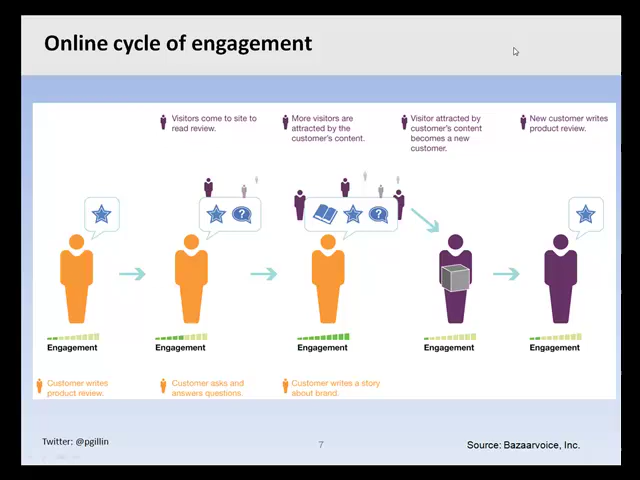 Online cycle of engagement
Visitors come to site to
read review.
More visitors are
attracted by the
customer's content.
Visitor attracted by
customer's content
becomes a new
customer.
New customer writes
product review.
Engagement
Engagement
Engagement
Engagement
Engagement
Customer writes
product review.
Customer asks and
answers questions.
Customer writes a story
about brand.
Twitter: @pgillin
7
Source: Bazaarvoice, Inc.